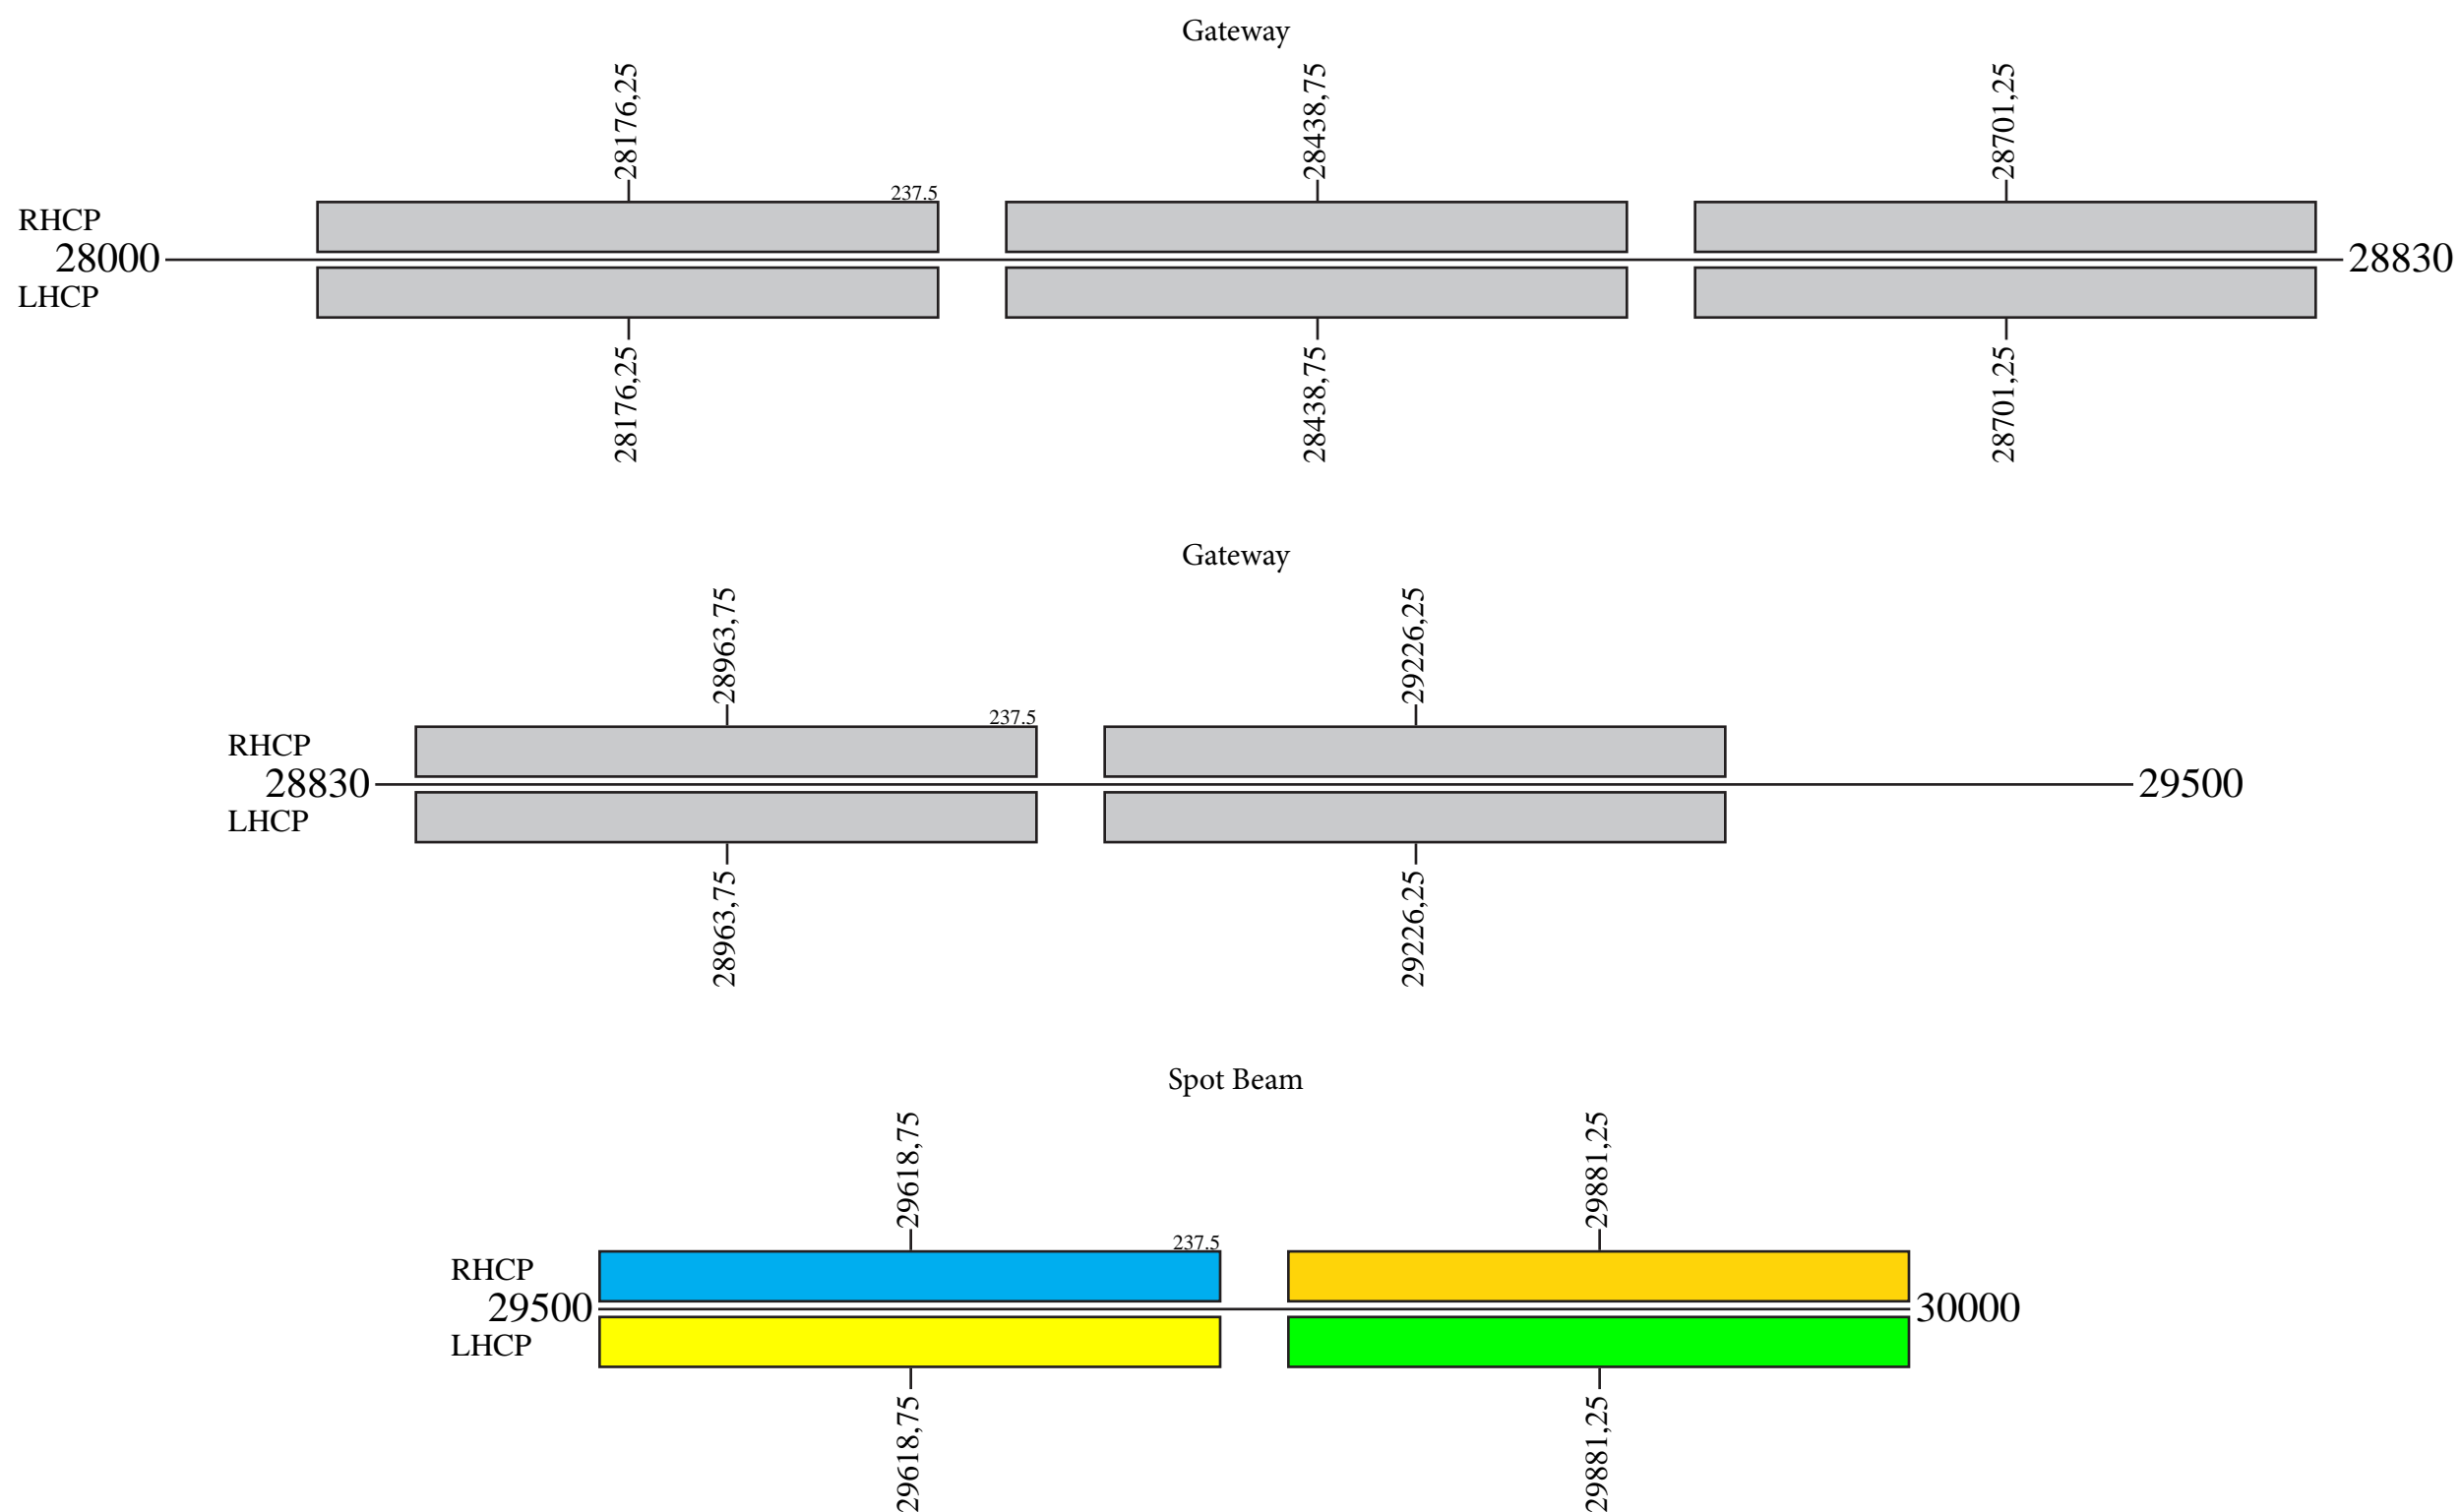 Gateway
28176,25 28438,75 28701,25
237.5
RHCP
28000 28830
LHCP
28176,25 28438,75 28701,25
Gateway
28963,75 29226,25
237.5
RHCP
28830 29500
LHCP
28963,75 29226,25
Spot Beam
29618,75 29881,25
237.5
RHCP
29500 30000
LHCP
29618,75 29881,25